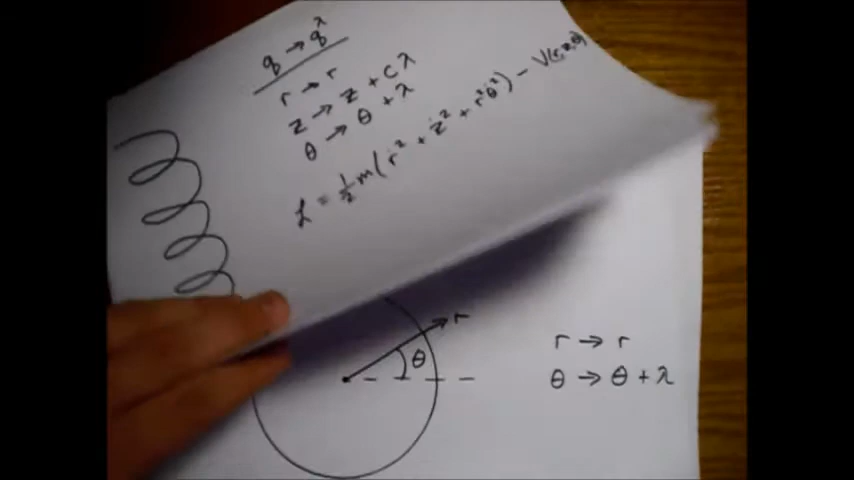 q → q^λ
r → r
z → z + cλ
θ → θ + λ
ℒ = ½m(ṙ² + ż² + r²θ̇²) − V(r,z,θ)
r
θ
r → r
θ → θ + λ